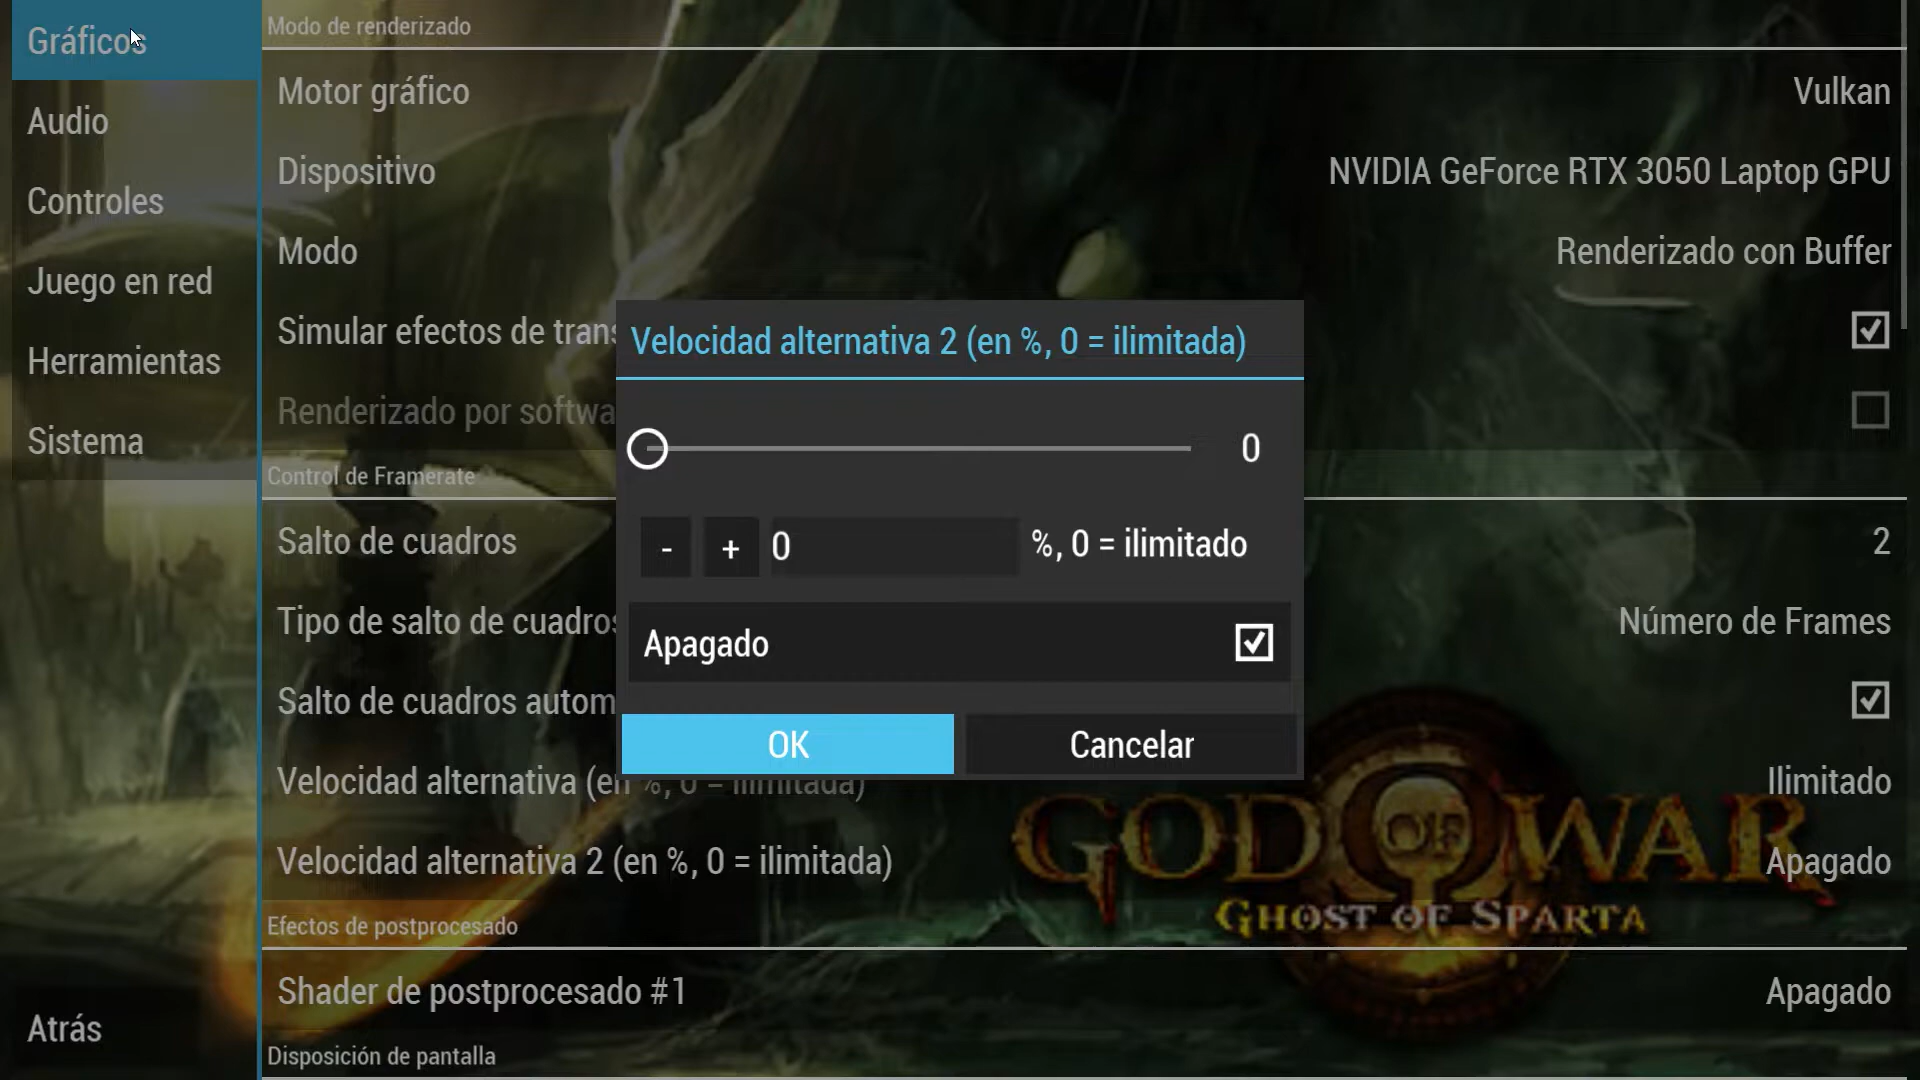 Gráficos
Audio
Controles
Juego en red
Herramientas
Sistema
Atrás
Modo de renderizado
Motor gráfico
Vulkan
Dispositivo
NVIDIA GeForce RTX 3050 Laptop GPU
Modo
Renderizado con Buffer
Simular efectos de trans
Renderizado por softwa
Control de Framerate
Salto de cuadros
2
Tipo de salto de cuadros
Número de Frames
Salto de cuadros autom
Velocidad alternativa (en %, 0 = ilimitada)
Ilimitado
Velocidad alternativa 2 (en %, 0 = ilimitada)
Apagado
Efectos de postprocesado
Shader de postprocesado #1
Apagado
Disposición de pantalla
Velocidad alternativa 2 (en %, 0 = ilimitada)
0
- + 0 %, 0 = ilimitado
Apagado
OK
Cancelar
GOD OF WAR
GHOST OF SPARTA